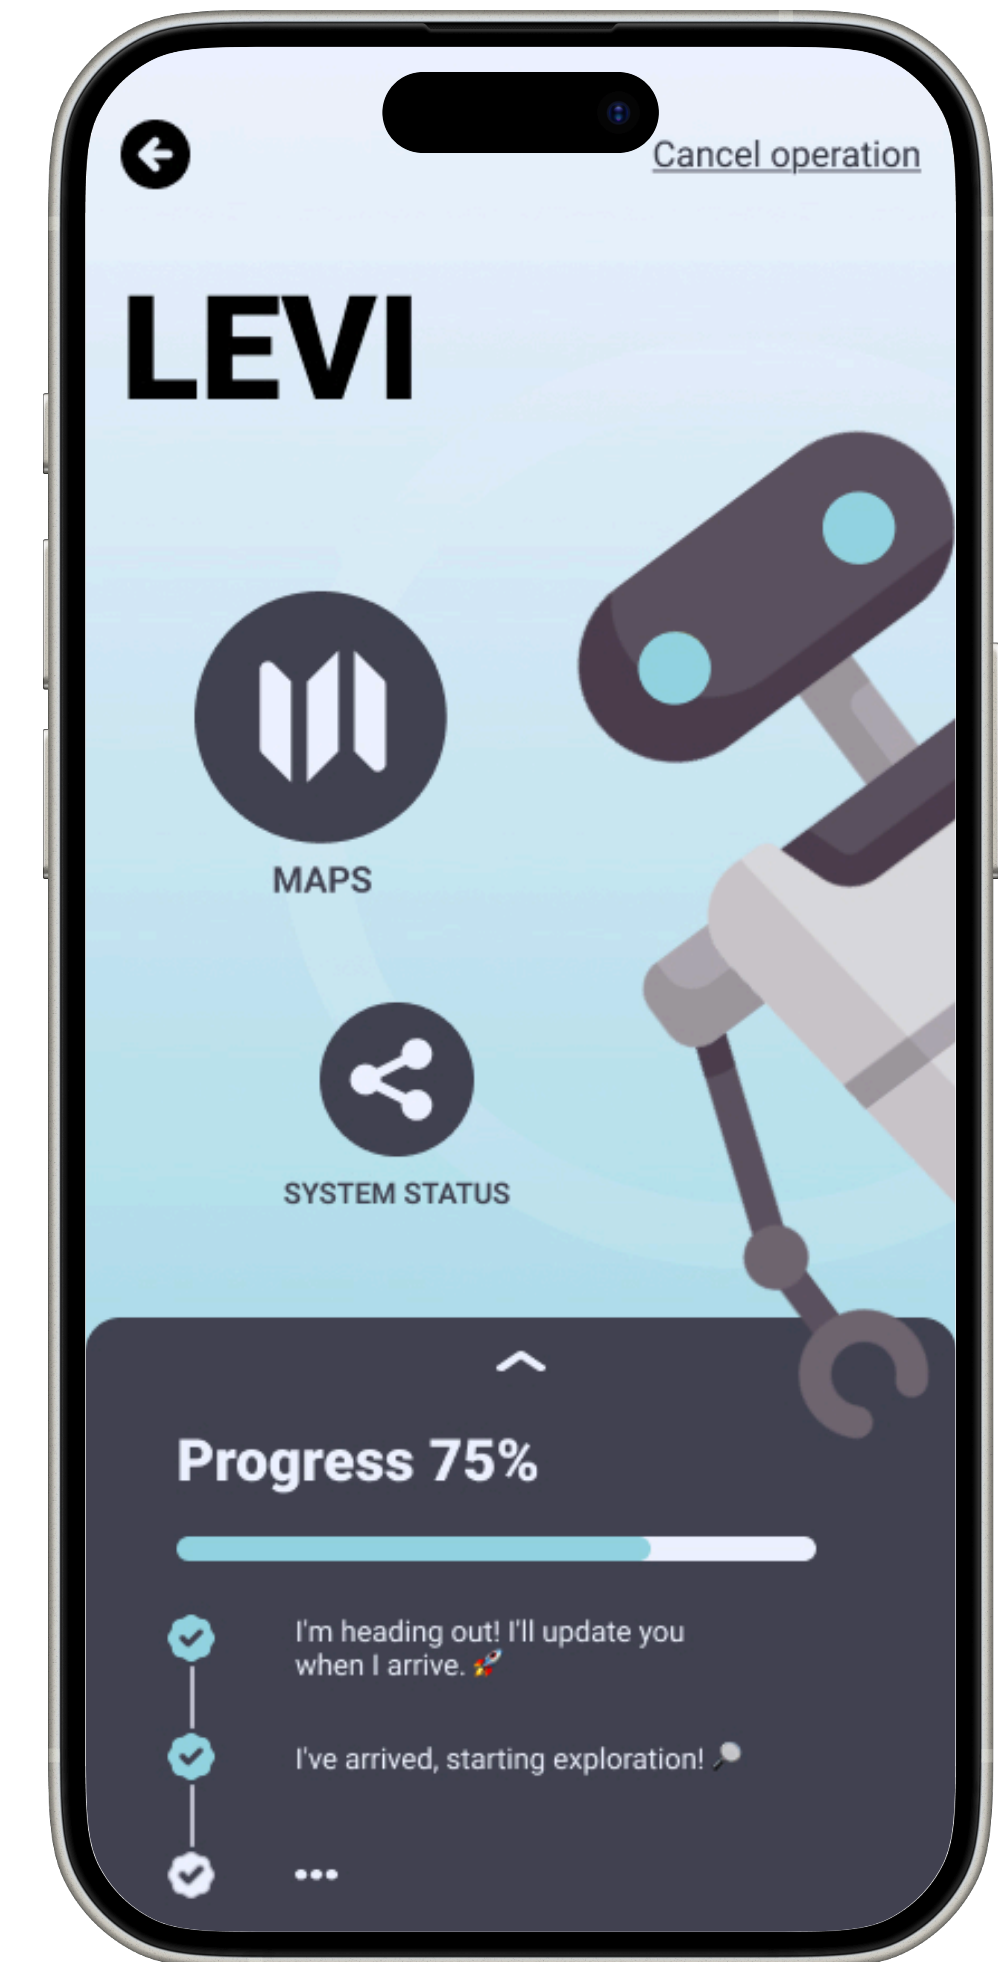 Cancel operation
LEVI
MAPS
SYSTEM STATUS
Progress 75%
I'm heading out! I'll update you
when I arrive. 🚀
I've arrived, starting exploration! 🔎
•••